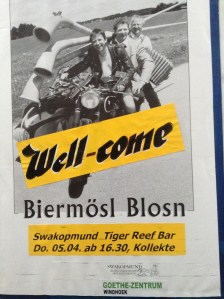 Well-come
Biermösl Blosn
Swakopmund Tiger Reef Bar
Do. 05.04. ab 16.30, Kollekte
GOETHE-ZENTRUM
WINDHOEK